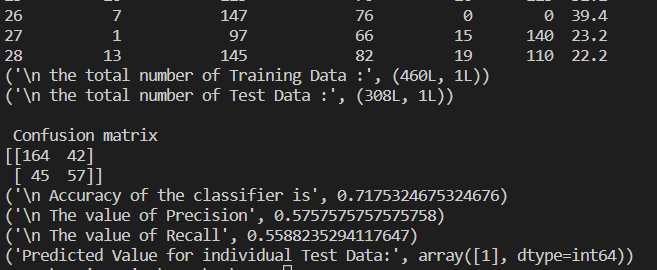 26 7 147 76 0 0 39.4
27 1 97 66 15 140 23.2
28 13 145 82 19 110 22.2
('\n the total number of Training Data :', (460L, 1L))
('\n the total number of Test Data :', (308L, 1L))
Confusion matrix
[[164 42]
[ 45 57]]
('\n Accuracy of the classifier is', 0.7175324675324676)
('\n The value of Precision', 0.5757575757575758)
('\n The value of Recall', 0.5588235294117647)
('Predicted Value for individual Test Data:', array([1], dtype=int64))